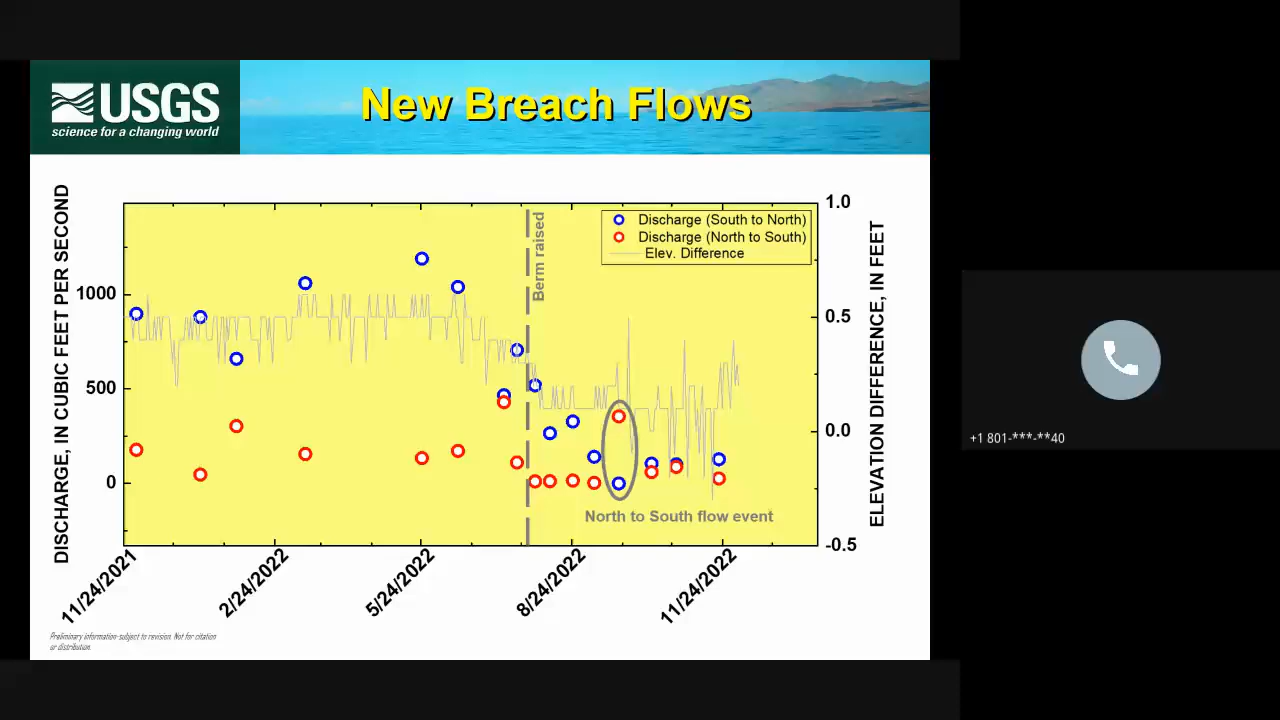 USGS
science for a changing world
New Breach Flows
DISCHARGE, IN CUBIC FEET PER SECOND
1000
500
0
Berm raised
Discharge (South to North)
Discharge (North to South)
Elev. Difference
North to South flow event
1.0
0.5
0.0
-0.5
ELEVATION DIFFERENCE, IN FEET
11/24/2021
2/24/2022
5/24/2022
8/24/2022
11/24/2022
Preliminary information-subject to revision. Not for citation
or distribution.
+1 801-***-**40